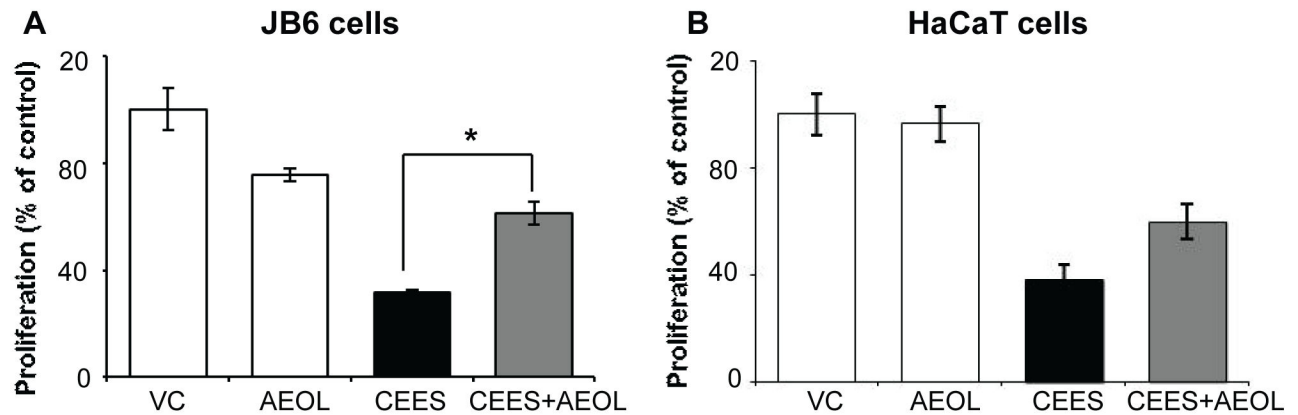 A
JB6 cells
Proliferation (% of control)
20
80
40
0
*
VC AEOL CEES CEES+AEOL
B
HaCaT cells
Proliferation (% of control)
20
80
40
0
VC AEOL CEES CEES+AEOL